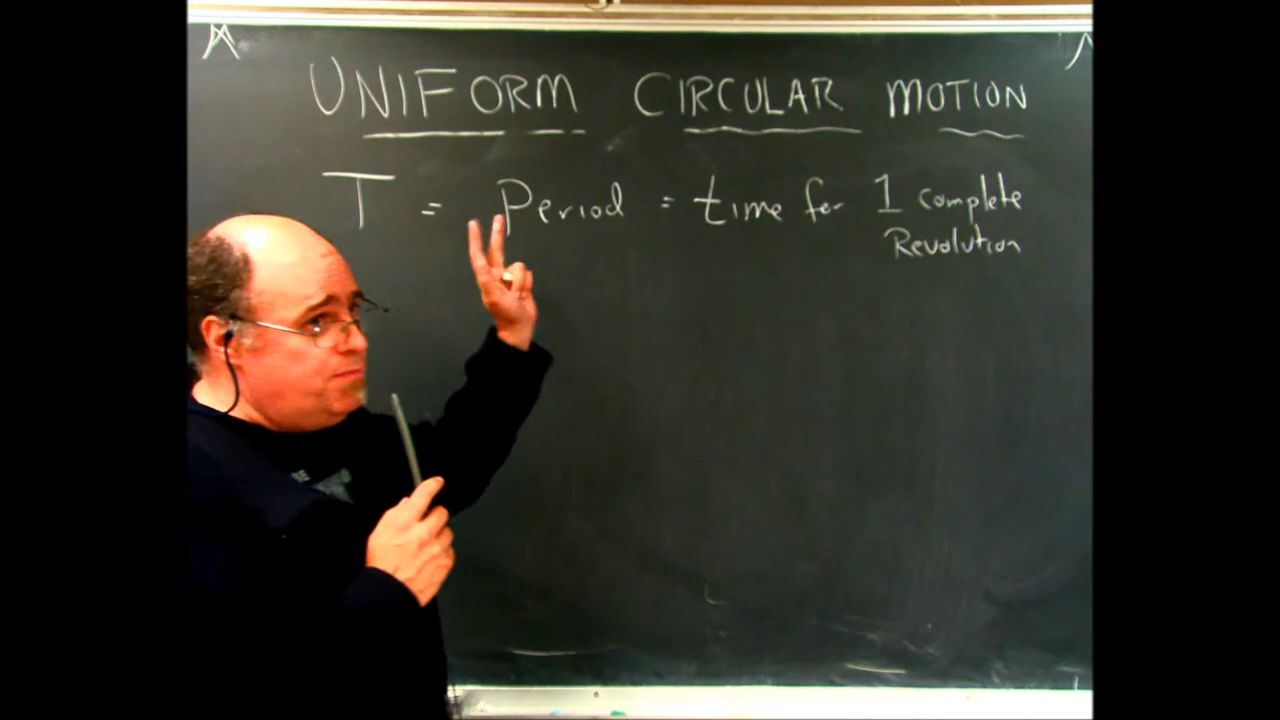 UNIFORM CIRCULAR MOTION
T = Period = time for 1 complete
Revolution